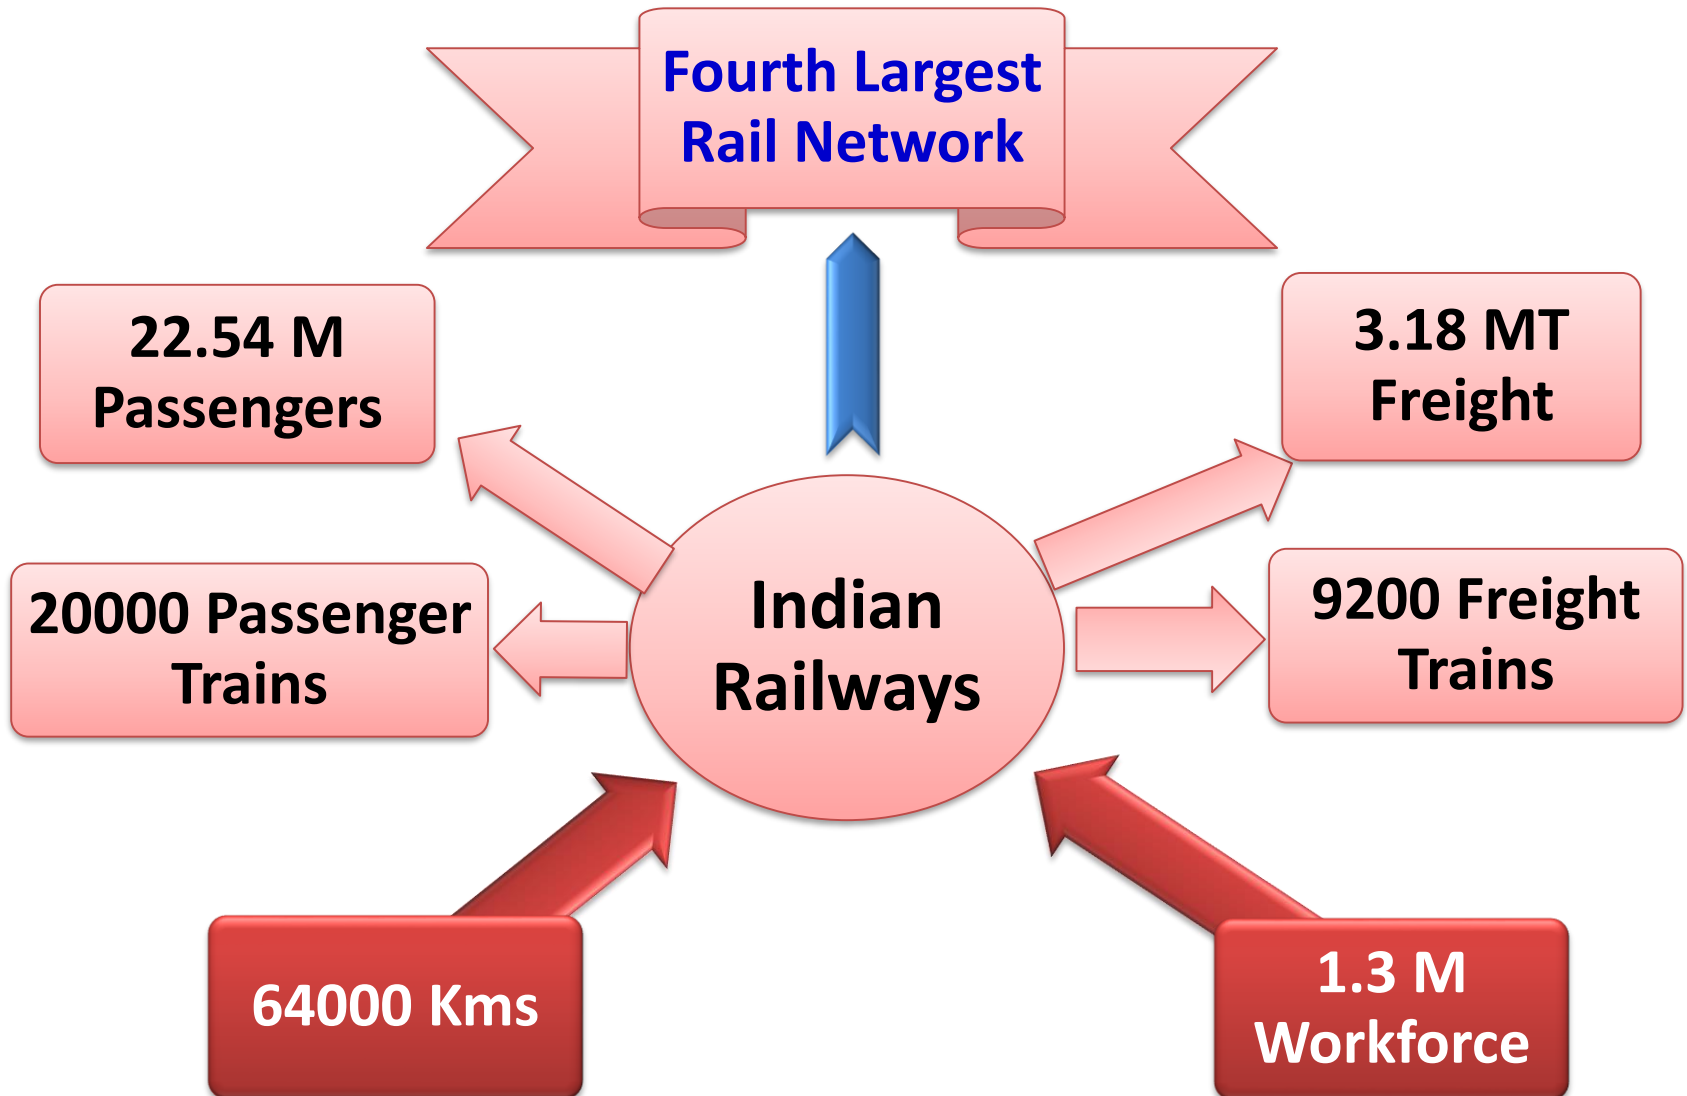 Fourth Largest
Rail Network
22.54 M
Passengers
3.18 MT
Freight
20000 Passenger
Trains
Indian
Railways
9200 Freight
Trains
64000 Kms
1.3 M
Workforce